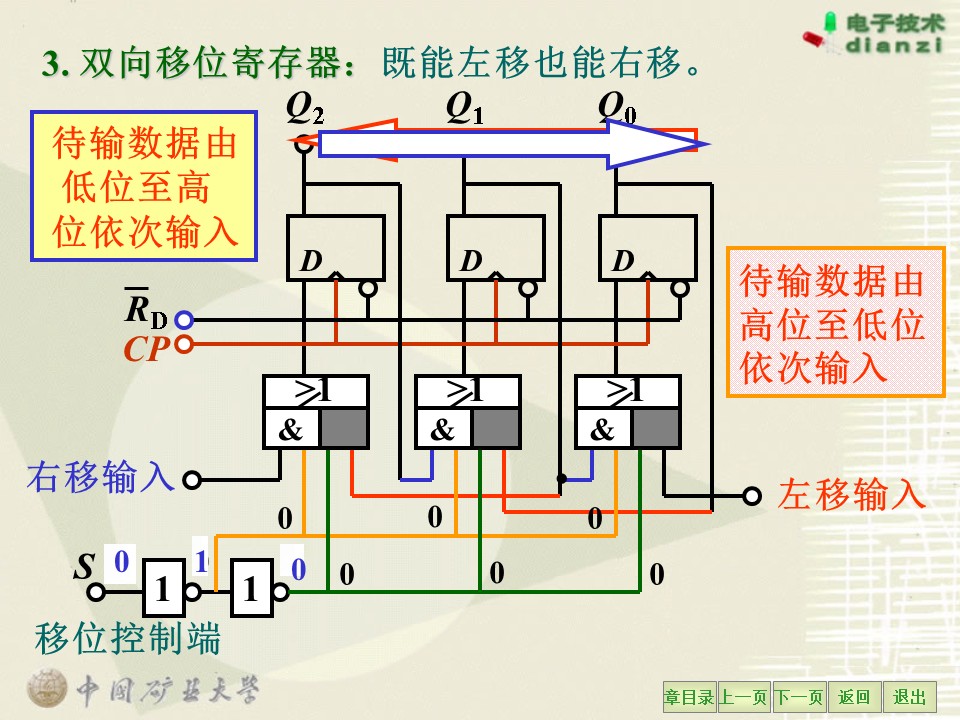 电子技术
dianzi
3. 双向移位寄存器：既能左移也能右移。
Q2 Q1 Q0
待输数据由
低位至高
位依次输入
D D D
待输数据由
高位至低位
依次输入
R̅D
CP
≥1 ≥1 ≥1
& & &
右移输入
左移输入
0 0 0
S 0 1 0 0 0 0
1 1
移位控制端
中国矿业大学
章目录 上一页 下一页 返回 退出